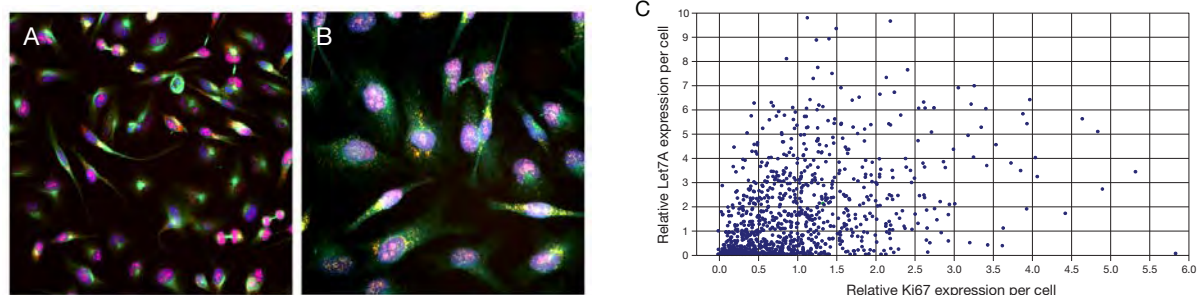 A
B
C
Relative Let7A expression per cell
10
9
8
7
6
5
4
3
2
1
0
0.0 0.5 1.0 1.5 2.0 2.5 3.0 3.5 4.0 4.5 5.0 5.5 6.0
Relative Ki67 expression per cell